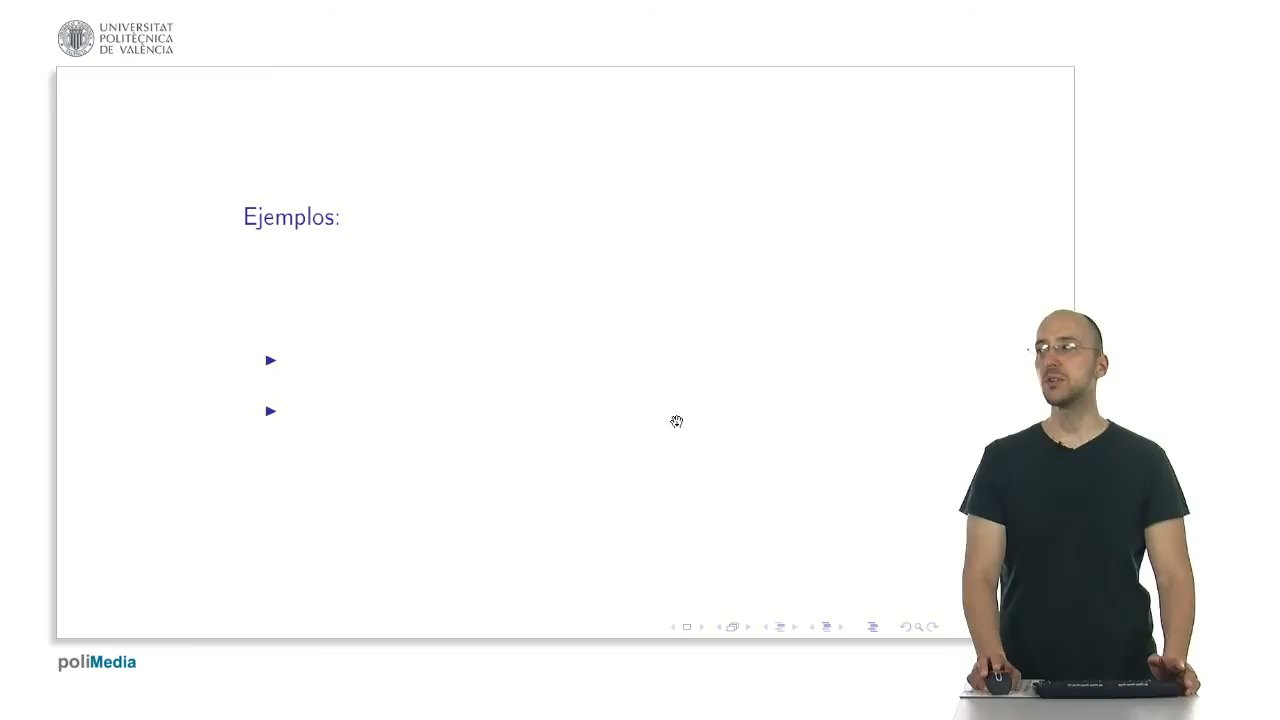 UNIVERSITAT
POLITÈCNICA
DE VALÈNCIA
Ejemplos:
poliMedia